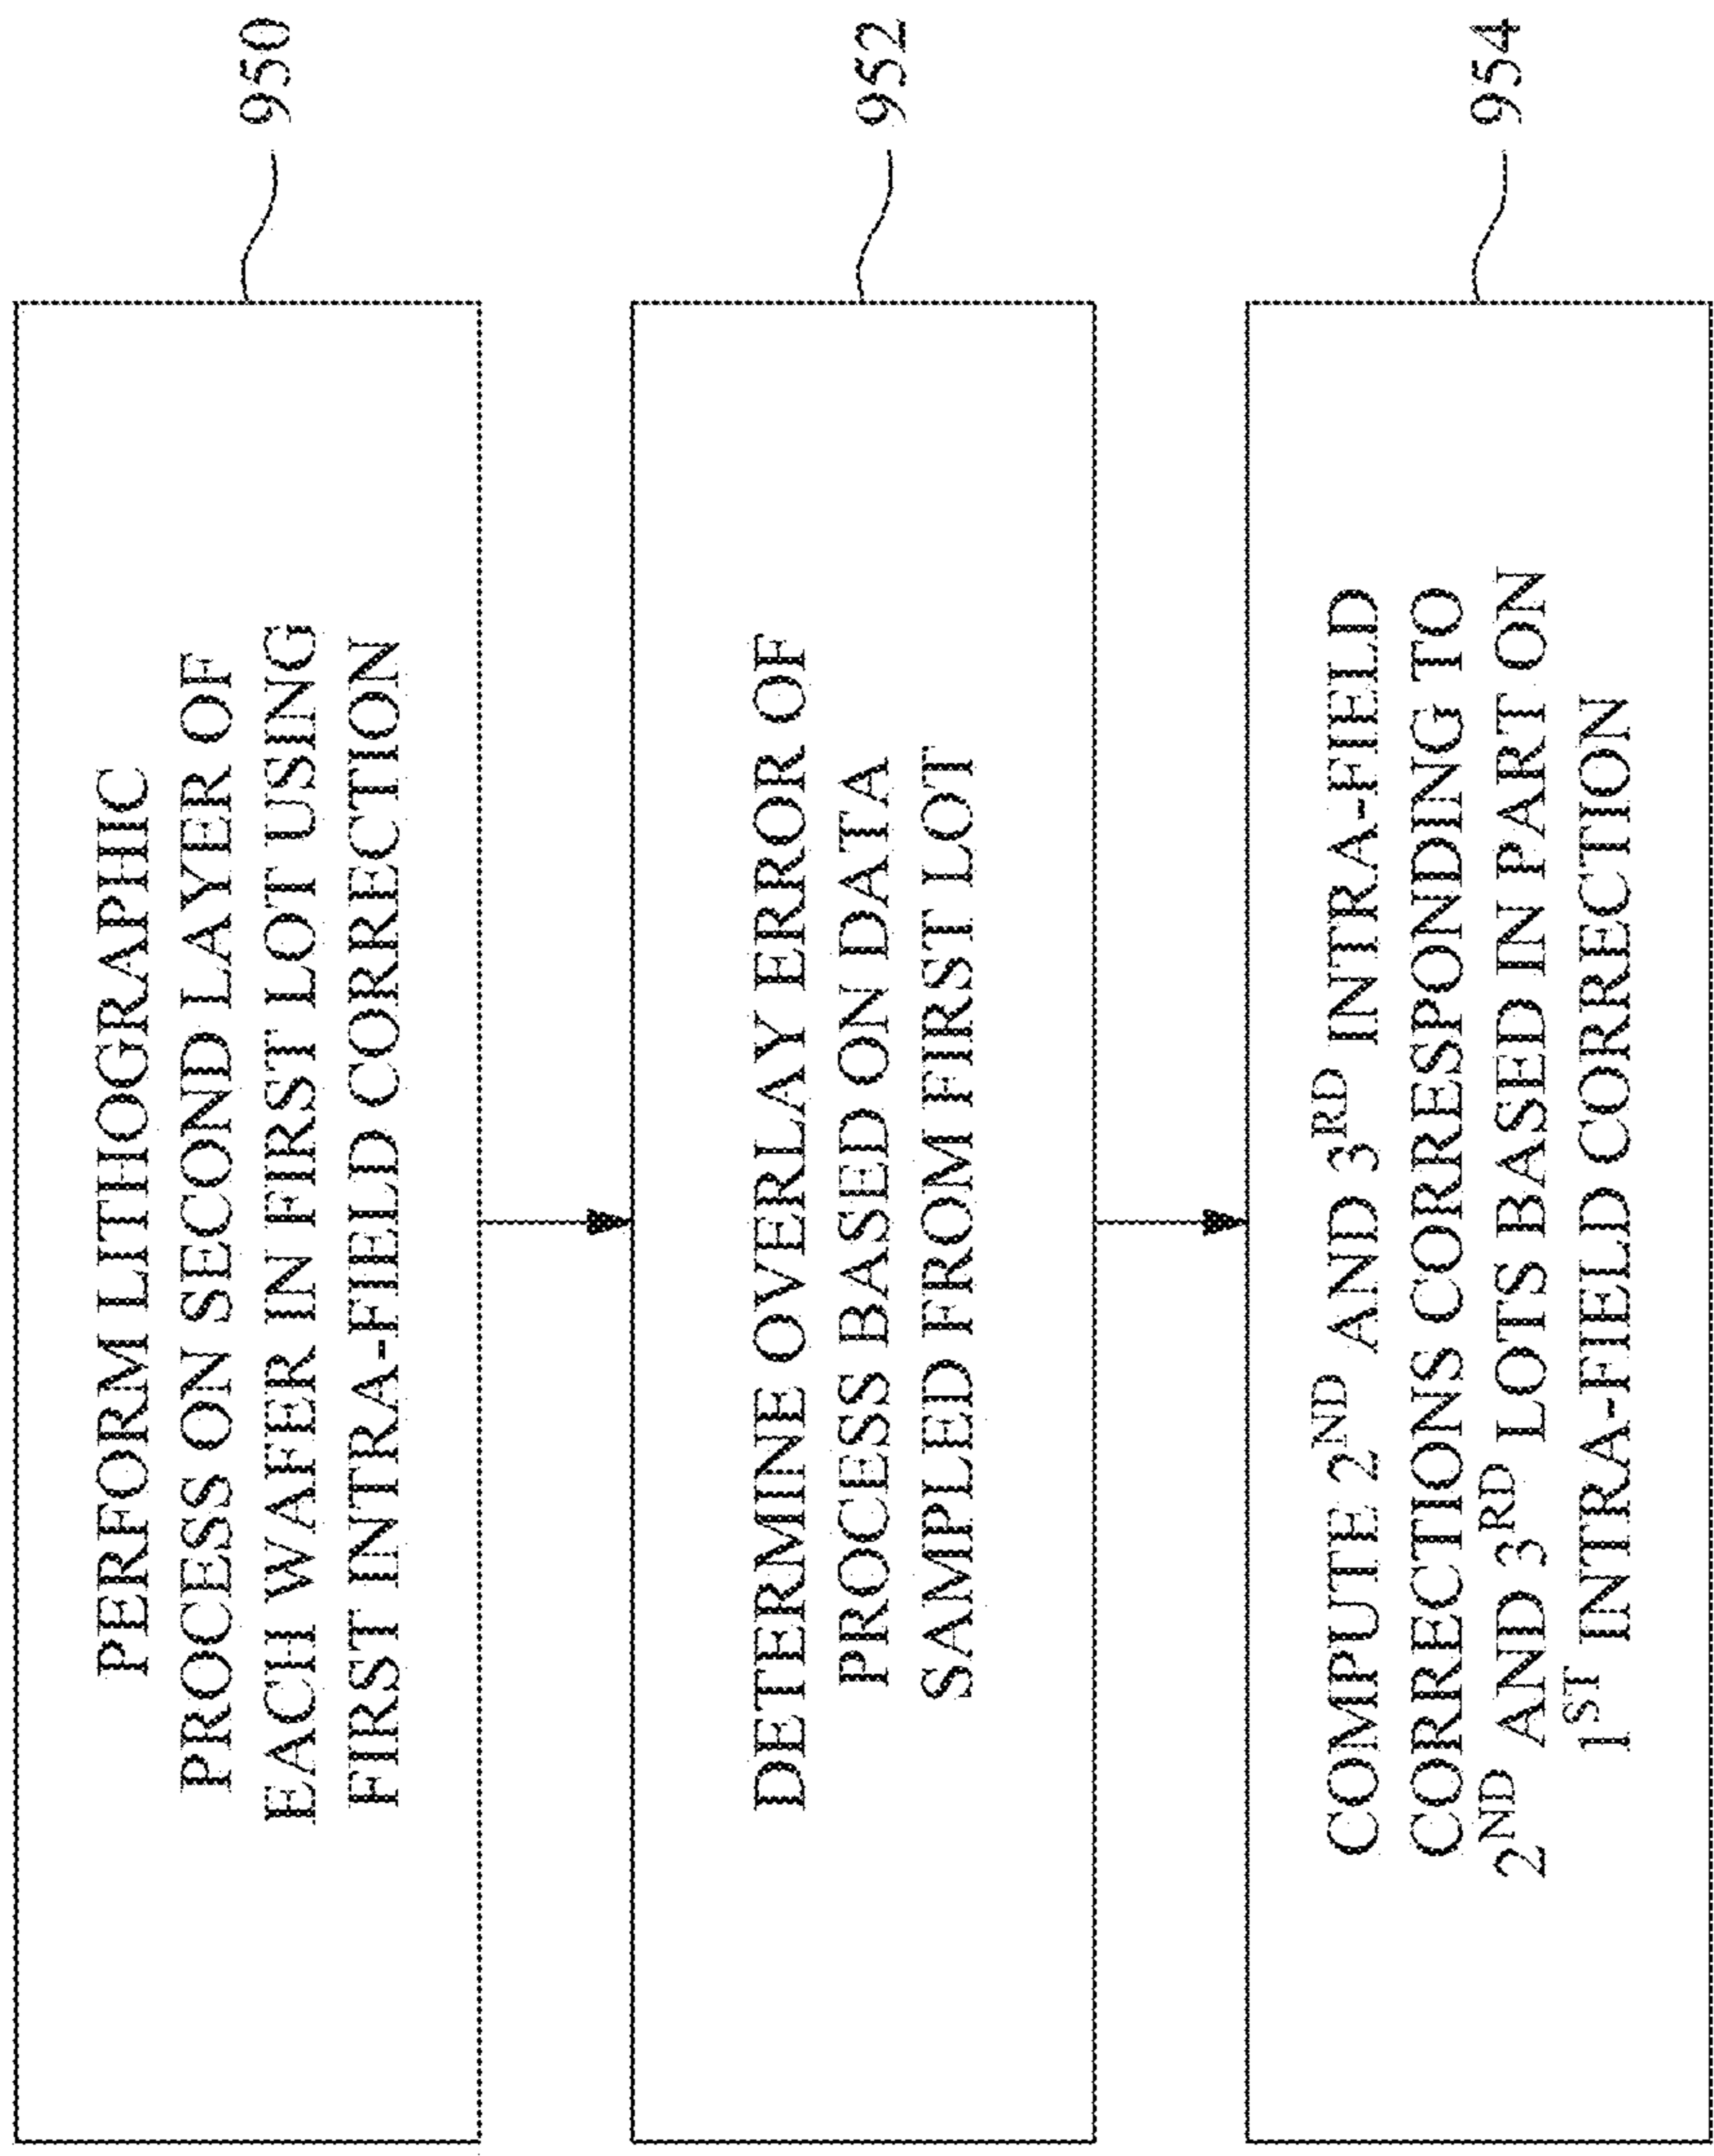 PERFORM LITHOGRAPHIC
PROCESS ON SECOND LAYER OF
EACH WAFER IN FIRST LOT USING
FIRST INTRA-FIELD CORRECTION
950
DETERMINE OVERLAY ERROR OF
PROCESS BASED ON DATA
SAMPLED FROM FIRST LOT
952
COMPUTE 2ND AND 3RD INTRA-FIELD
CORRECTIONS CORRESPONDING TO
2ND AND 3RD LOTS BASED IN PART ON
1ST INTRA-FIELD CORRECTION
954